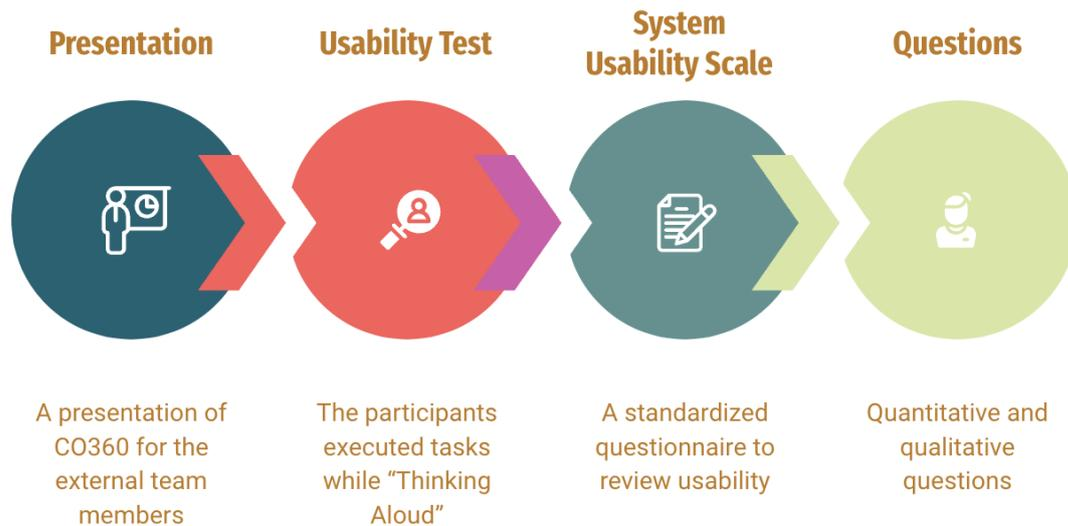 Presentation
Usability Test
System
Usability Scale
Questions
A presentation of
CO360 for the
external team
members
The participants
executed tasks
while “Thinking
Aloud”
A standardized
questionnaire to
review usability
Quantitative and
qualitative
questions